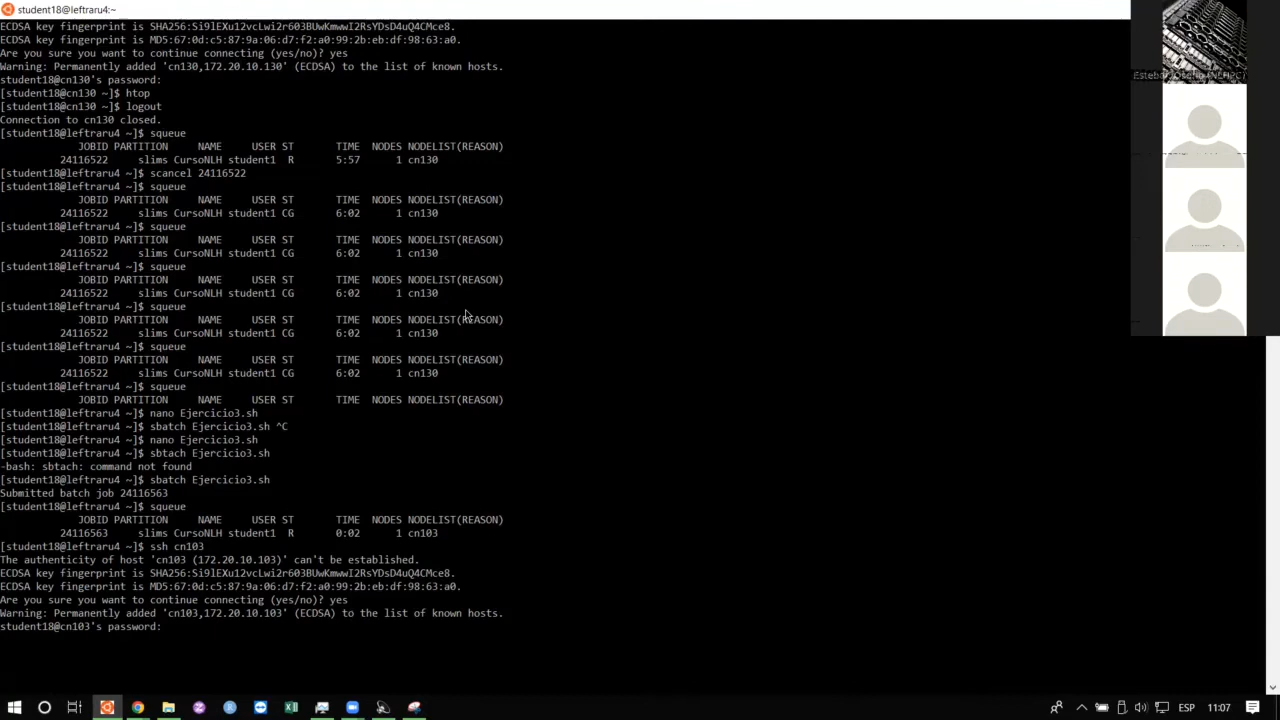 student18@leftraru4:~
ECDSA key fingerprint is SHA256:Si9lEXu12vcLwi2r603BUwKmwwI2RsYDsD4uQ4CMce8.
ECDSA key fingerprint is MD5:67:0d:c5:87:9a:06:d7:f2:a0:99:2b:eb:df:98:63:a0.
Are you sure you want to continue connecting (yes/no)? yes
Warning: Permanently added 'cn130,172.20.10.130' (ECDSA) to the list of known hosts.
student18@cn130's password:
[student18@cn130 ~]$ htop
[student18@cn130 ~]$ logout
Connection to cn130 closed.
[student18@leftraru4 ~]$ squeue
JOBID PARTITION NAME USER ST TIME NODES NODELIST(REASON)
24116522 slims CursoNLH student1 R 5:57 1 cn130
[student18@leftraru4 ~]$ scancel 24116522
[student18@leftraru4 ~]$ squeue
JOBID PARTITION NAME USER ST TIME NODES NODELIST(REASON)
24116522 slims CursoNLH student1 CG 6:02 1 cn130
[student18@leftraru4 ~]$ squeue
JOBID PARTITION NAME USER ST TIME NODES NODELIST(REASON)
24116522 slims CursoNLH student1 CG 6:02 1 cn130
[student18@leftraru4 ~]$ squeue
JOBID PARTITION NAME USER ST TIME NODES NODELIST(REASON)
24116522 slims CursoNLH student1 CG 6:02 1 cn130
[student18@leftraru4 ~]$ squeue
JOBID PARTITION NAME USER ST TIME NODES NODELIST(REASON)
24116522 slims CursoNLH student1 CG 6:02 1 cn130
[student18@leftraru4 ~]$ squeue
JOBID PARTITION NAME USER ST TIME NODES NODELIST(REASON)
24116522 slims CursoNLH student1 CG 6:02 1 cn130
[student18@leftraru4 ~]$ squeue
JOBID PARTITION NAME USER ST TIME NODES NODELIST(REASON)
[student18@leftraru4 ~]$ nano Ejercicio3.sh
[student18@leftraru4 ~]$ sbatch Ejercicio3.sh ^C
[student18@leftraru4 ~]$ nano Ejercicio3.sh
[student18@leftraru4 ~]$ sbtach Ejercicio3.sh
-bash: sbtach: command not found
[student18@leftraru4 ~]$ sbatch Ejercicio3.sh
Submitted batch job 24116563
[student18@leftraru4 ~]$ squeue
JOBID PARTITION NAME USER ST TIME NODES NODELIST(REASON)
24116563 slims CursoNLH student1 R 0:02 1 cn103
[student18@leftraru4 ~]$ ssh cn103
The authenticity of host 'cn103 (172.20.10.103)' can't be established.
ECDSA key fingerprint is SHA256:Si9lEXu12vcLwi2r603BUwKmwwI2RsYDsD4uQ4CMce8.
ECDSA key fingerprint is MD5:67:0d:c5:87:9a:06:d7:f2:a0:99:2b:eb:df:98:63:a0.
Are you sure you want to continue connecting (yes/no)? yes
Warning: Permanently added 'cn103,172.20.10.103' (ECDSA) to the list of known hosts.
student18@cn103's password:
ESP 11:07